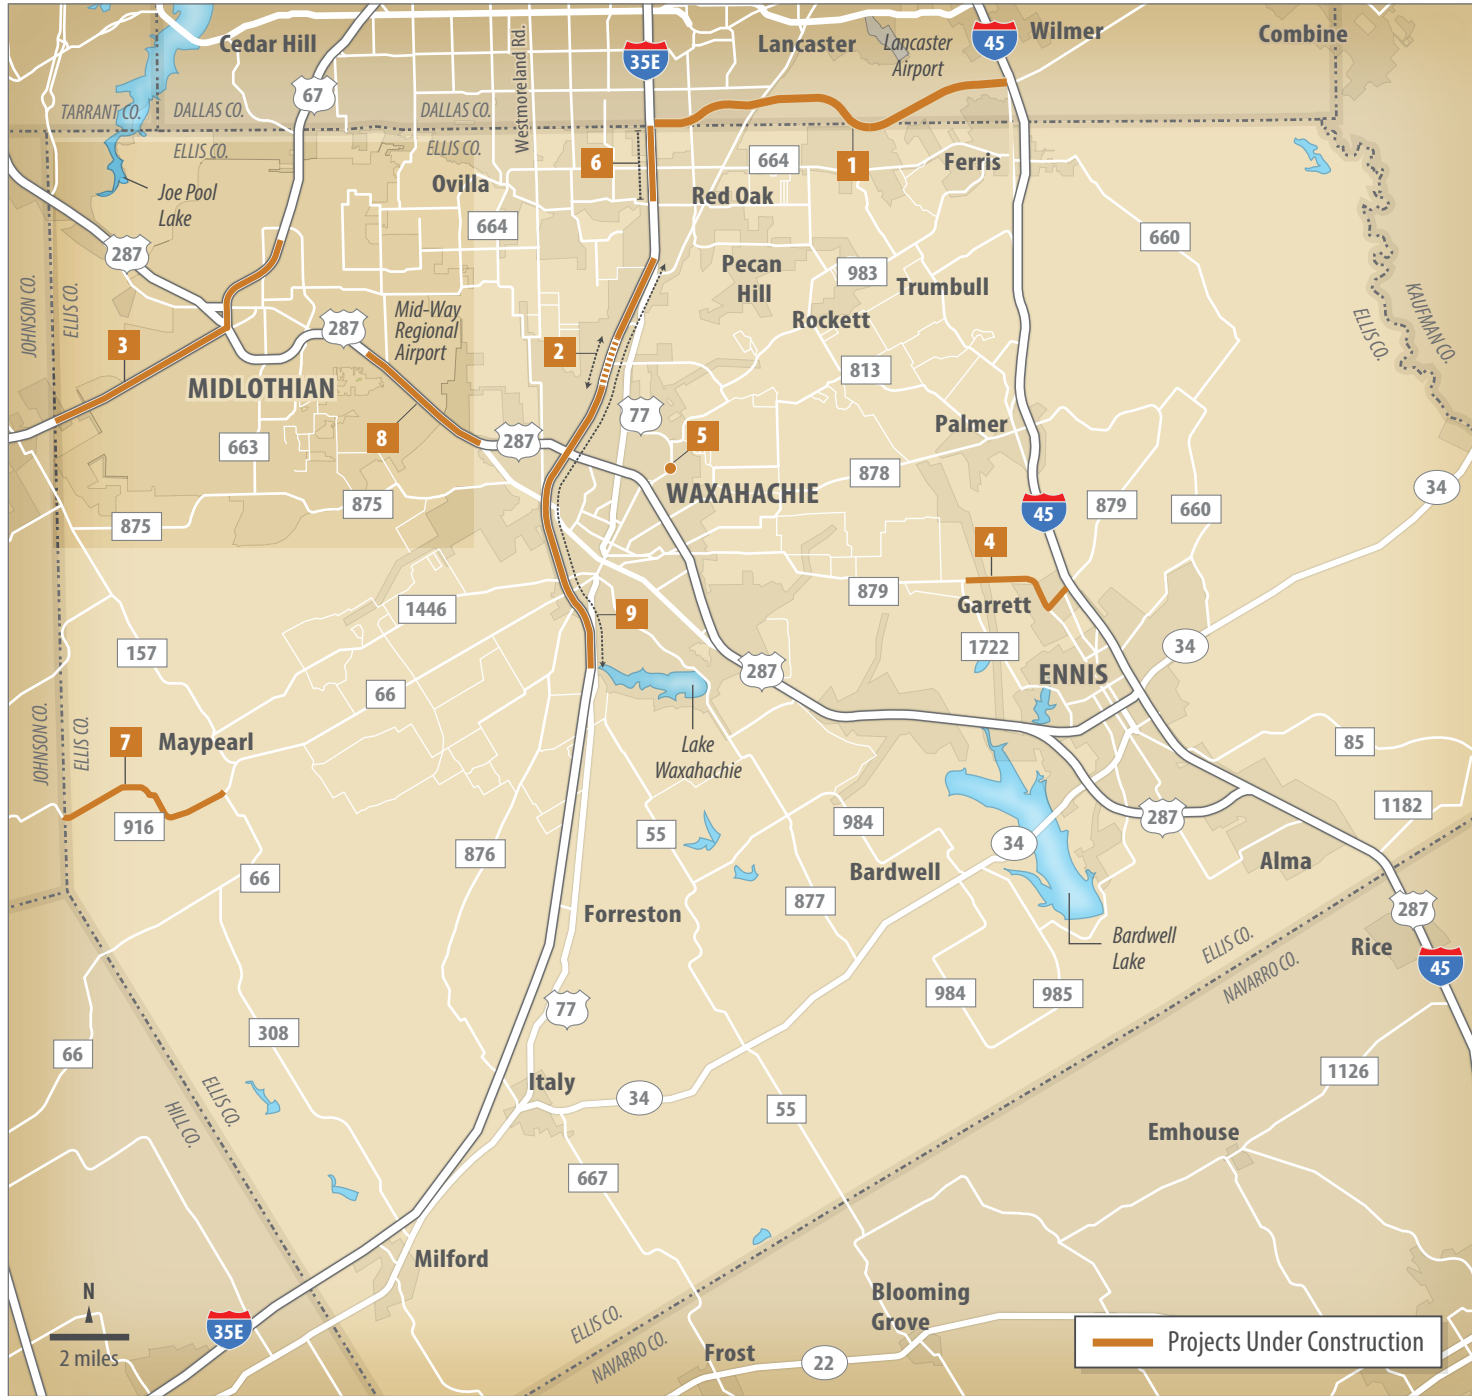 Cedar Hill
Westmoreland Rd.
35E
Lancaster
Lancaster
Airport
45
Wilmer
Combine
67
TARRANT CO.
DALLAS CO.
DALLAS CO.
ELLIS CO.
ELLIS CO.
6
664
1
Ferris
Joe Pool
Lake
Ovilla
Red Oak
664
660
287
Pecan
Hill
983
Trumbull
JOHNSON CO.
ELLIS CO.
KAUFMAN CO.
ELLIS CO.
Mid-Way
Regional
Airport
287
Rockett
3
2
813
MIDLOTHIAN
77
Palmer
8
663
287
5
878
34
WAXAHACHIE
875
875
45
879
660
4
879
Garrett
1446
9
1722
34
157
66
287
ENNIS
JOHNSON CO.
ELLIS CO.
7
Maypearl
Lake
Waxahachie
85
916
1182
55
984
287
34
876
Bardwell
Alma
66
877
Forreston
287
Bardwell
Lake
ELLIS CO.
NAVARRO CO.
Rice
45
984
985
77
308
66
1126
Italy
34
ELLIS CO.
HILL CO.
55
Emhouse
667
Milford
N
2 miles
35E
Blooming
Grove
ELLIS CO.
NAVARRO CO.
Frost
22
Projects Under Construction